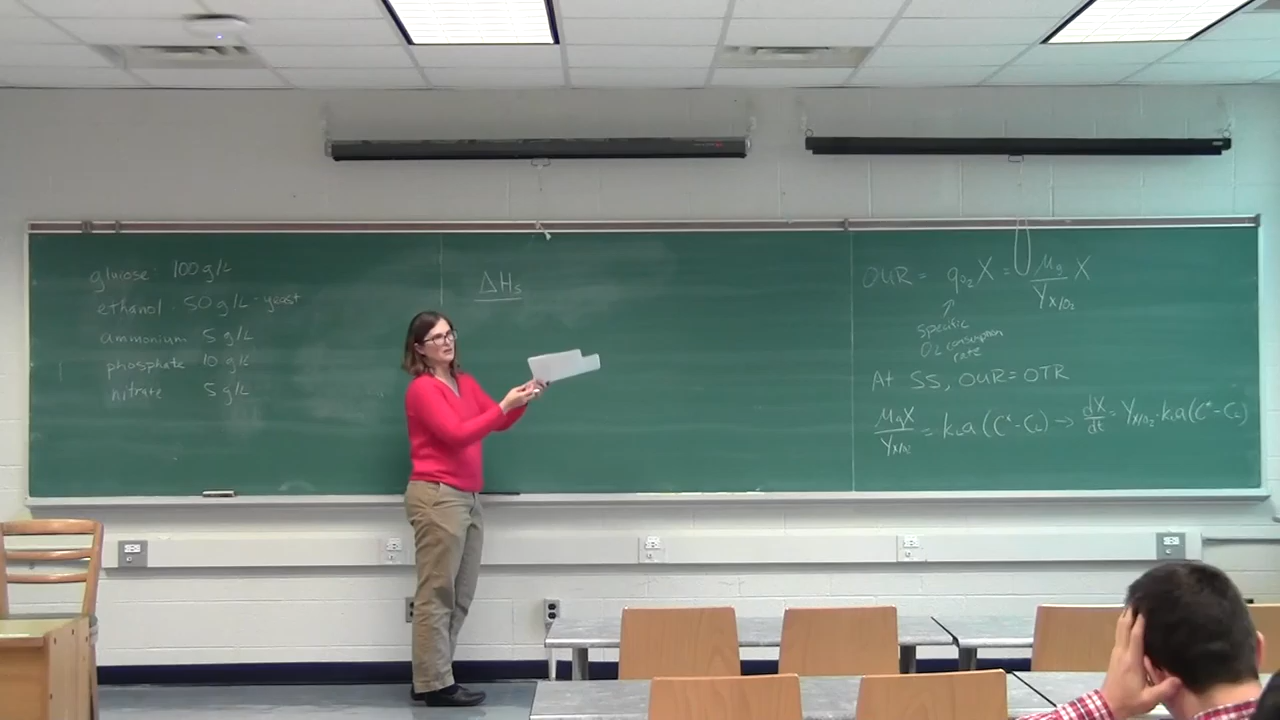 glucose: 100 g/L
ethanol: 50 g/L - yeast
ammonium 5 g/L
phosphate 10 g/L
nitrate 5 g/L
ΔHs
OUR = qO2 X = μg X
YX/O2
specific
O2 consumption
rate
At SS, OUR = OTR
μgX / YX/O2 = kLa (C* - CL) → dX/dt = YX/O2 · kLa (C* - CL)